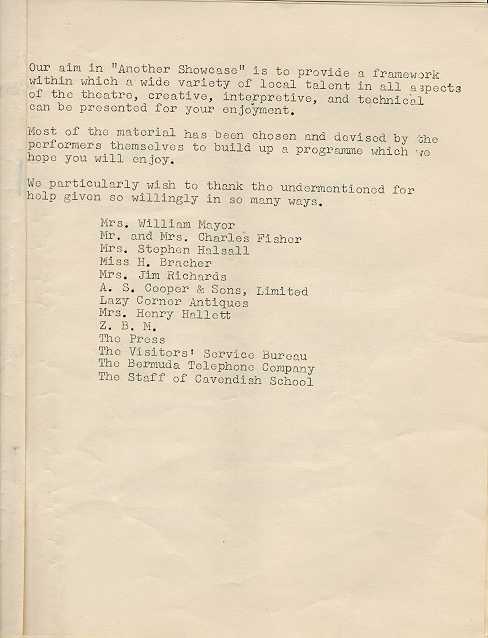 Our aim in "Another Showcase" is to provide a framework
within which a wide variety of local talent in all aspects
of the theatre, creative, interpretive, and technical
can be presented for your enjoyment.
Most of the material has been chosen and devised by the
performers themselves to build up a programme which we
hope you will enjoy.
We particularly wish to thank the undermentioned for
help given so willingly in so many ways.
Mrs. William Mayor
Mr. and Mrs. Charles Fisher
Mrs. Stephen Halsall
Miss H. Bracher
Mrs. Jim Richards
A. S. Cooper & Sons, Limited
Lazy Corner Antiques
Mrs. Henry Hallett
Z. B. M.
The Press
The Visitors' Service Bureau
The Bermuda Telephone Company
The Staff of Cavendish School